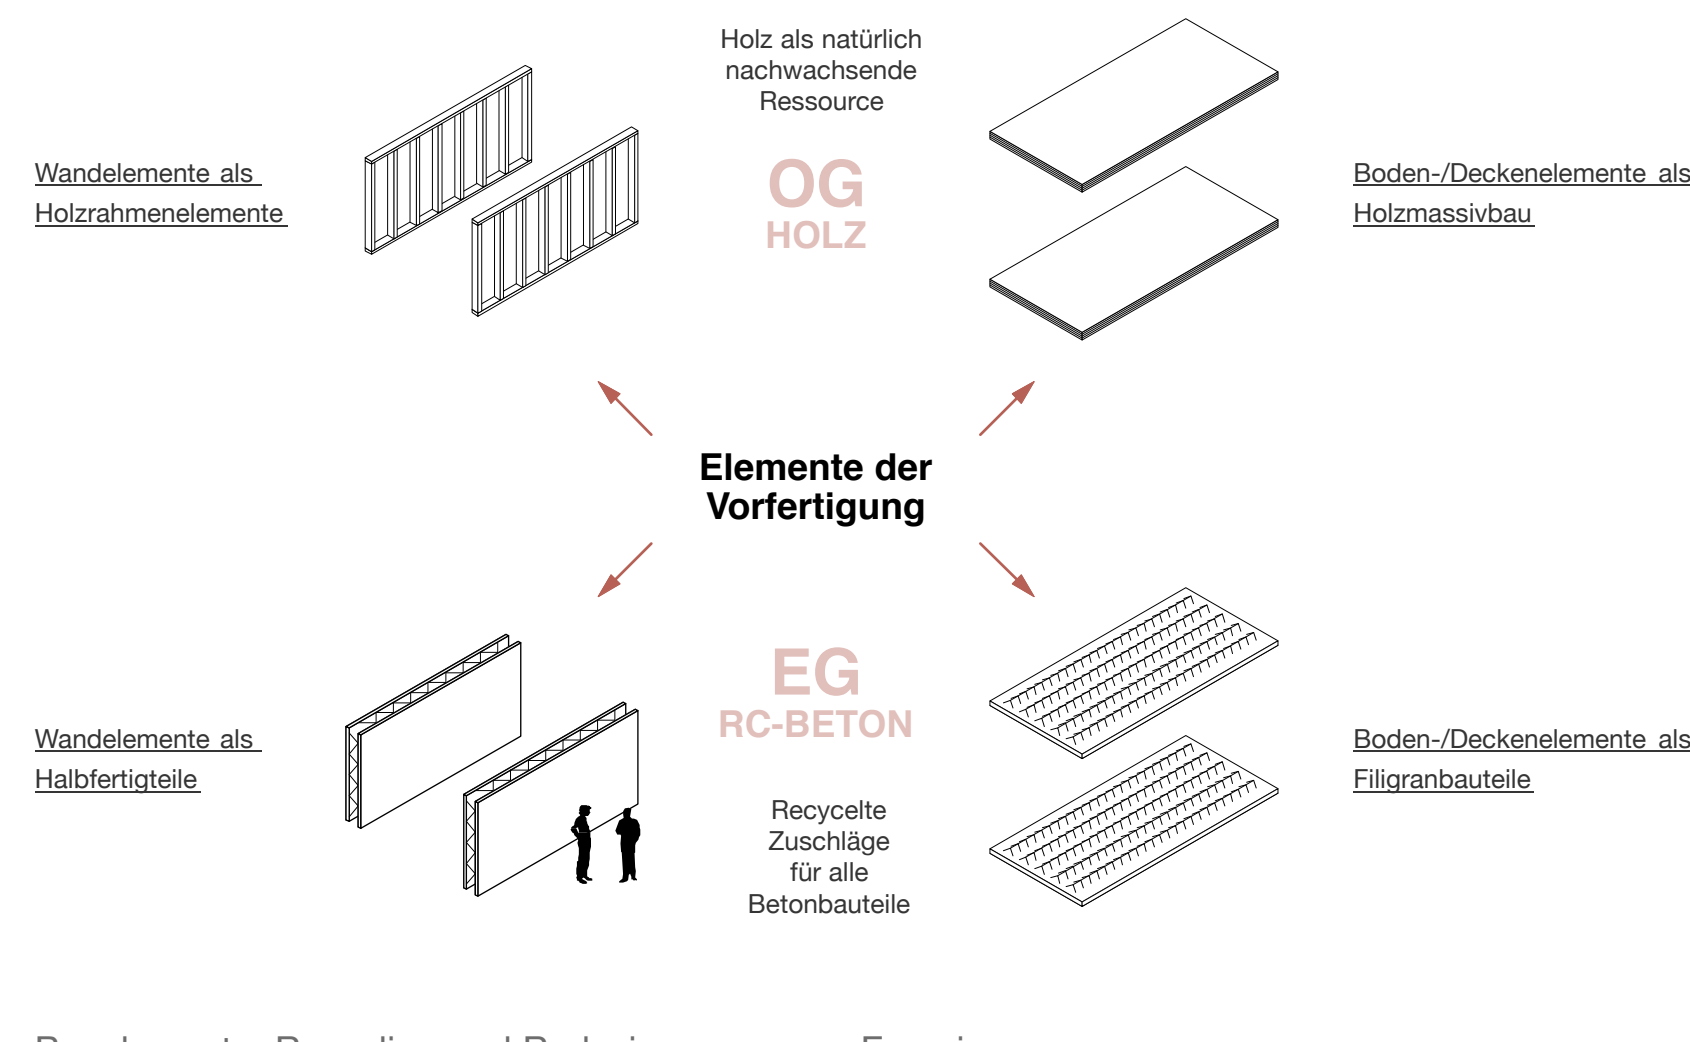 Holz als natürlich
nachwachsende
Ressource
Wandelemente als
Holzrahmenelemente
OG
HOLZ
Boden-/Deckenelemente als
Holzmassivbau
Elemente der
Vorfertigung
EG
RC-BETON
Wandelemente als
Halbfertigteile
Boden-/Deckenelemente als
Filigranbauteile
Recycelte
Zuschläge
für alle
Betonbauteile